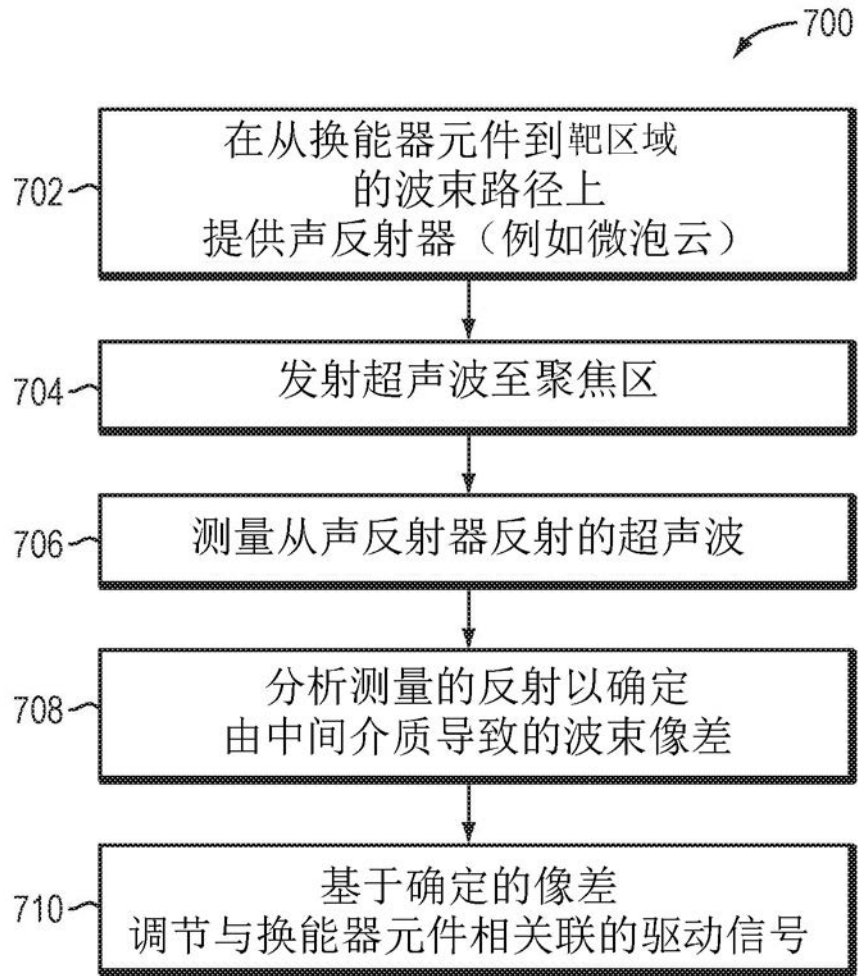 700
702
在从换能器元件到靶区域
的波束路径上
提供声反射器（例如微泡云）
704
发射超声波至聚焦区
706
测量从声反射器反射的超声波
708
分析测量的反射以确定
由中间介质导致的波束像差
710
基于确定的像差
调节与换能器元件相关联的驱动信号